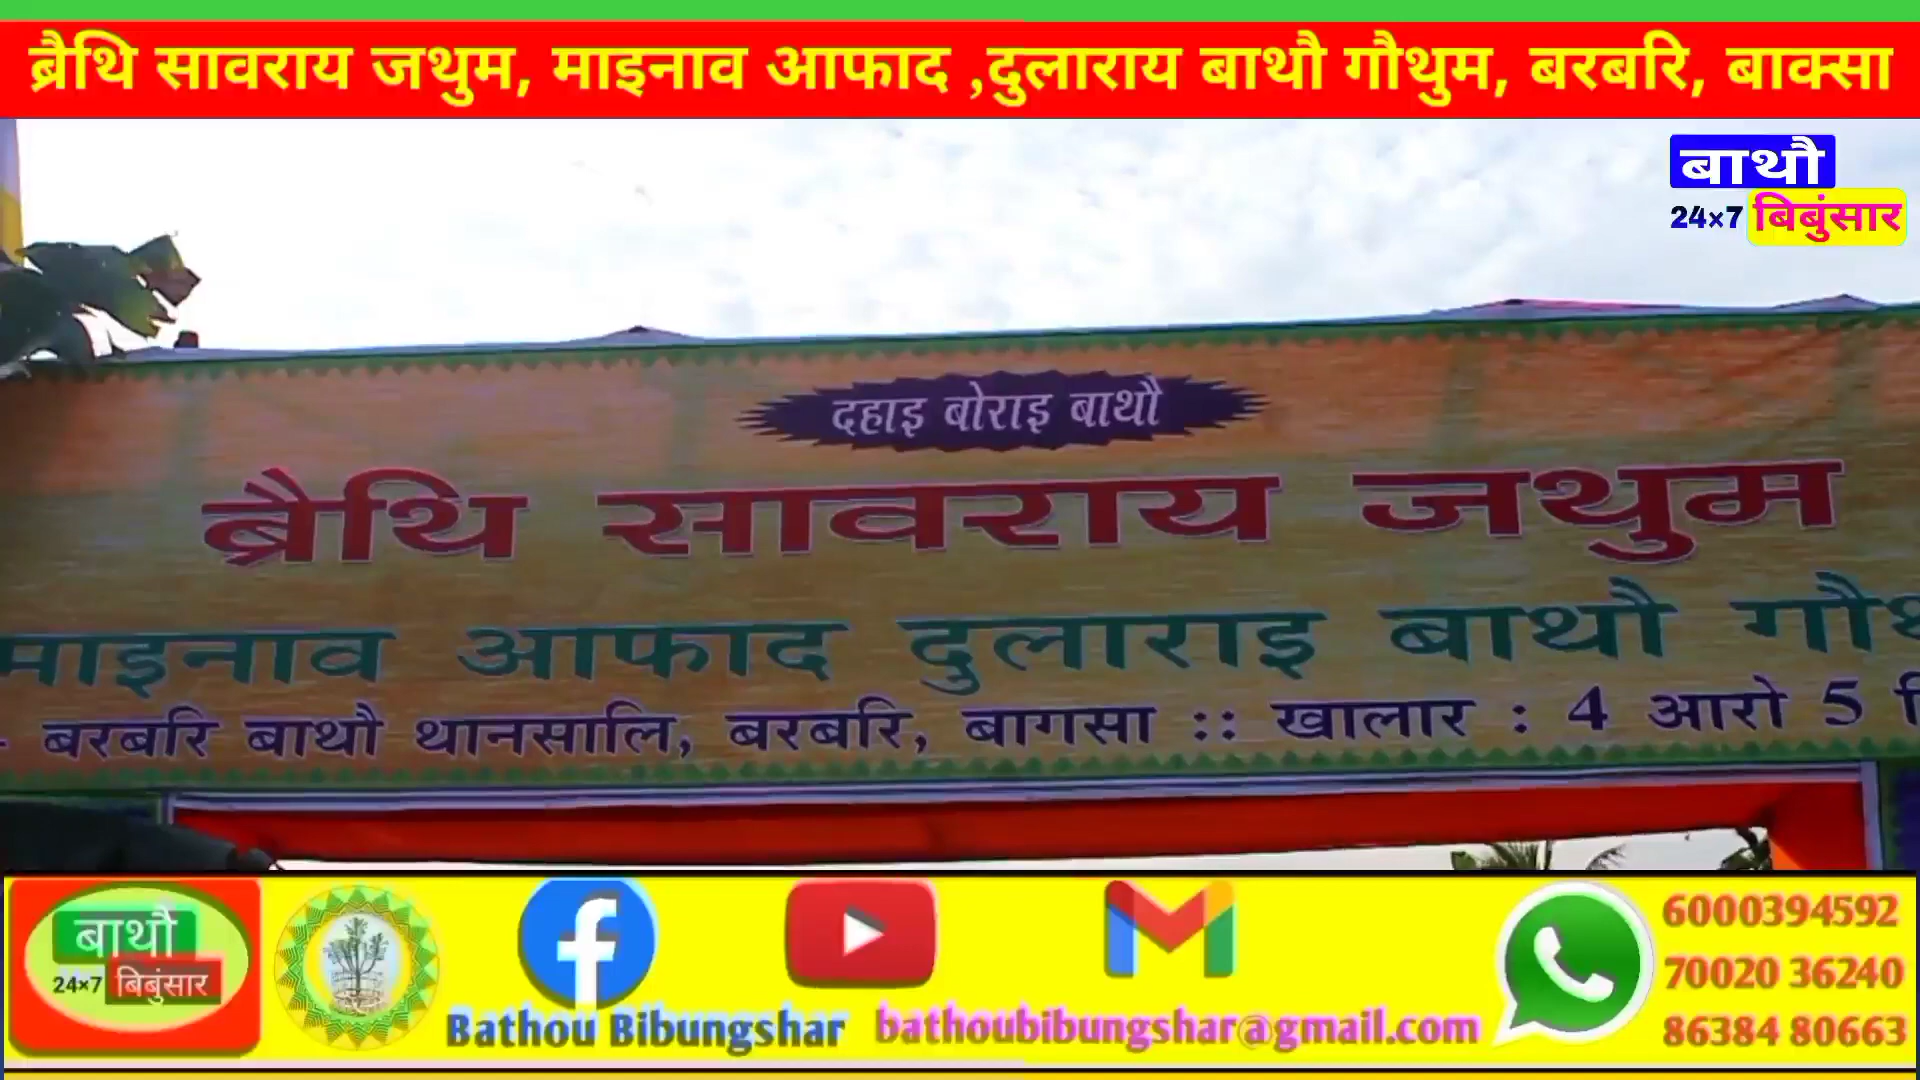 ब्रैथि सावराय जथुम, माइनाव आफाद ,दुलाराय बाथौ गौथुम, बरबरि, बाक्सा
बाथौ
24×7 बिबुंसार
दहाइ बोराइ बाथौ
ब्रैथि सावराय जथुम
माइनाव आफाद दुलाराइ बाथौ
बरबरि बाथौ थानसालि, बरबरि, बागसा :: खालार : 4 आरो 5
बाथौ
24×7 बिबुंसार
Bathou Bibungshar
bathoubibungshar@gmail.com
6000394592
70020 36240
86384 80663